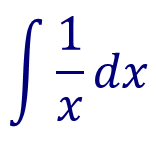 ∫ 1/x dx